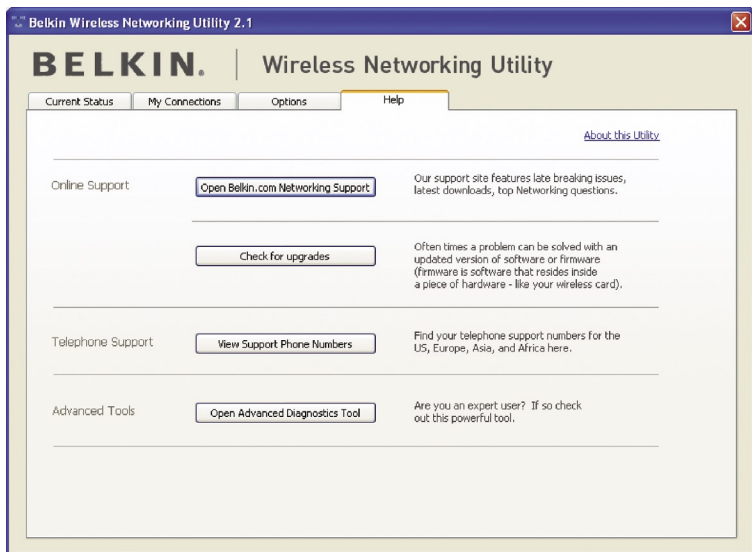 Belkin Wireless Networking Utility 2.1
BELKIN. | Wireless Networking Utility
Current Status My Connections Options Help
About this Utility
Online Support
Open Belkin.com Networking Support
Our support site features late breaking issues,
latest downloads, top Networking questions.
Check for upgrades
Often times a problem can be solved with an
updated version of software or firmware
(firmware is software that resides inside
a piece of hardware - like your wireless card).
Telephone Support
View Support Phone Numbers
Find your telephone support numbers for the
US, Europe, Asia, and Africa here.
Advanced Tools
Open Advanced Diagnostics Tool
Are you an expert user? If so check
out this powerful tool.